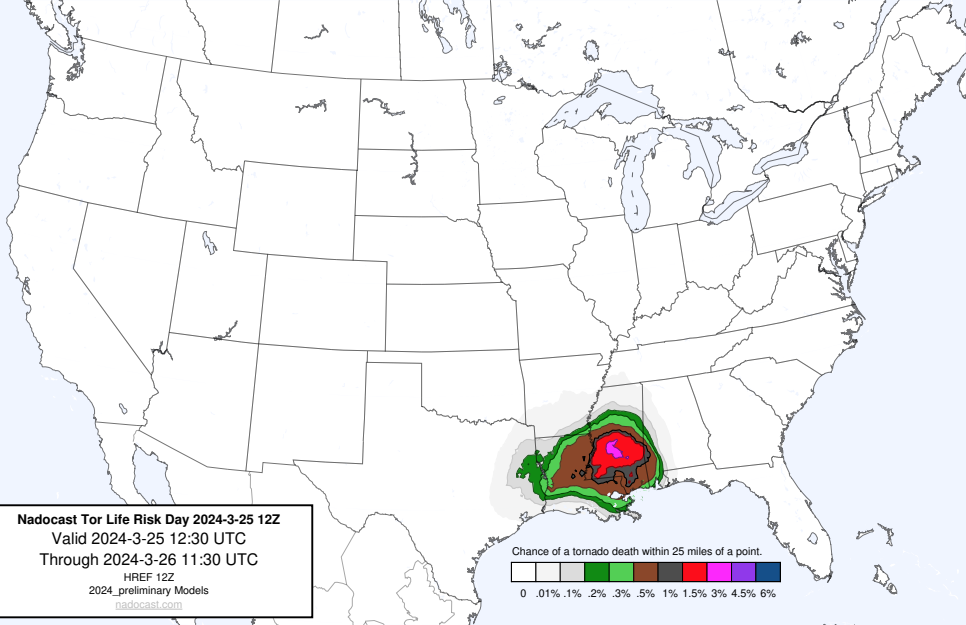 Nadocast Tor Life Risk Day 2024-3-25 12Z
Valid 2024-3-25 12:30 UTC
Through 2024-3-26 11:30 UTC
HREF 12Z
2024_preliminary Models
nadocast.com
Chance of a tornado death within 25 miles of a point.
0 .01% .1% .2% .3% .5% 1% 1.5% 3% 4.5% 6%